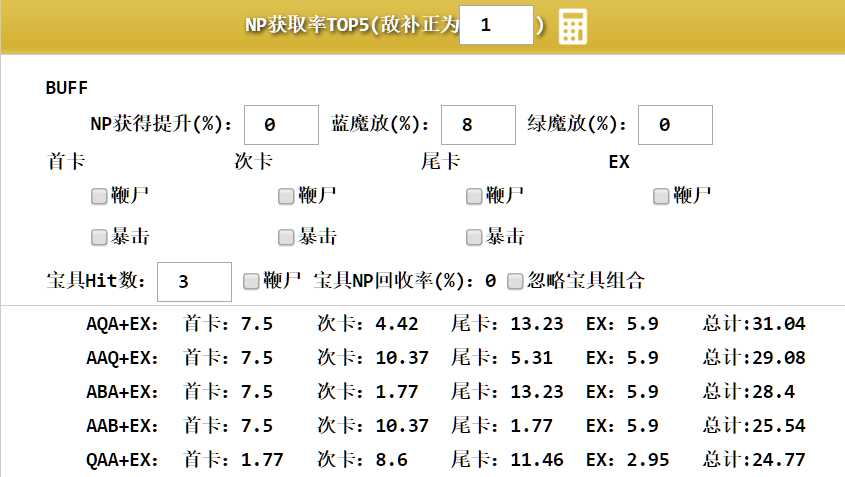 NP获取率TOP5(敌补正为 1 )
BUFF
NP获得提升(%): 0 蓝魔放(%): 8 绿魔放(%): 0
首卡 次卡 尾卡 EX
鞭尸 鞭尸 鞭尸 鞭尸
暴击 暴击 暴击
宝具Hit数: 3 鞭尸 宝具NP回收率(%): 0 忽略宝具组合
AQA+EX: 首卡: 7.5 次卡: 4.42 尾卡: 13.23 EX: 5.9 总计:31.04
AAQ+EX: 首卡: 7.5 次卡: 10.37 尾卡: 5.31 EX: 5.9 总计:29.08
ABA+EX: 首卡: 7.5 次卡: 1.77 尾卡: 13.23 EX: 5.9 总计:28.4
AAB+EX: 首卡: 7.5 次卡: 10.37 尾卡: 1.77 EX: 5.9 总计:25.54
QAA+EX: 首卡: 1.77 次卡: 8.6 尾卡: 11.46 EX: 2.95 总计:24.77